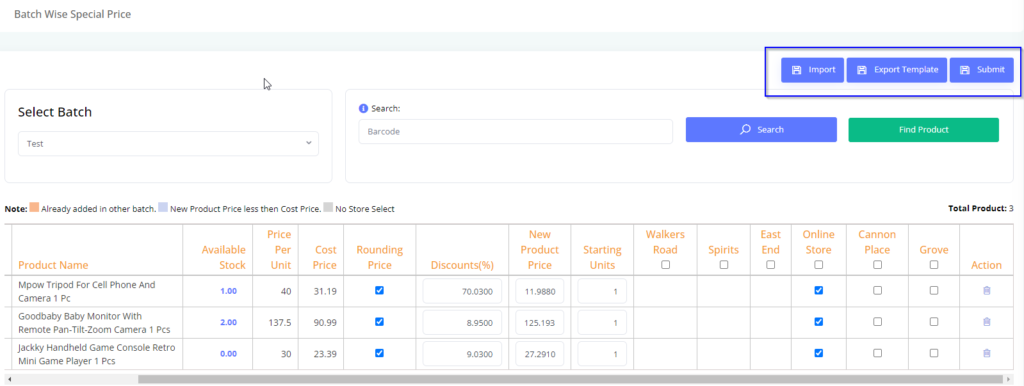 Batch Wise Special Price
Import
Export Template
Submit
Select Batch
Test
Search:
Barcode
Search
Find Product
Note: Already added in other batch. New Product Price less then Cost Price. No Store Select
Total Product: 3
Product Name
Available Stock
Price Per Unit
Cost Price
Rounding Price
Discounts(%)
New Product Price
Starting Units
Walkers Road
Spirits
East End
Online Store
Cannon Place
Grove
Action
Mpow Tripod For Cell Phone And
Camera 1 Pc
1.00 40 31.19 70.0300 11.9880 1
Goodbaby Baby Monitor With
Remote Pan-Tilt-Zoom Camera 1 Pcs
2.00 137.5 90.99 8.9500 125.193 1
Jackky Handheld Game Console Retro
Mini Game Player 1 Pcs
0.00 30 23.39 9.0300 27.2910 1